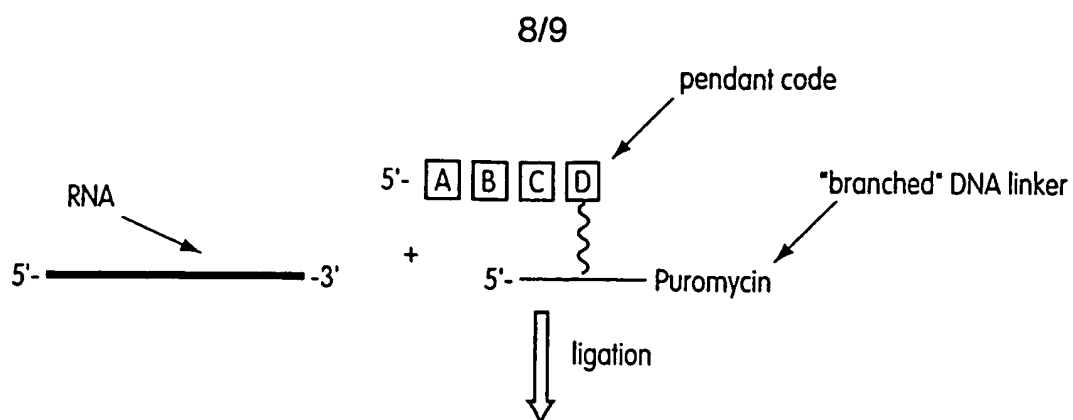 8/9
pendant code
5'- A B C D
RNA
"branched" DNA linker
+
5'- -3'
5'- Puromycin
ligation